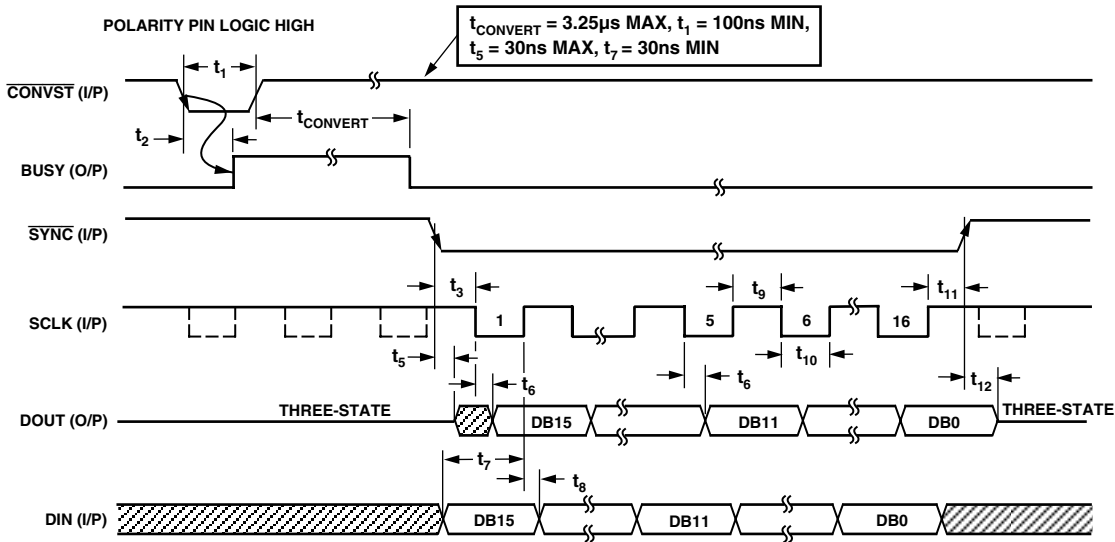 POLARITY PIN LOGIC HIGH
tCONVERT = 3.25µs MAX, t1 = 100ns MIN,
t5 = 30ns MAX, t7 = 30ns MIN
t1
CONVST (I/P)
tCONVERT
t2
BUSY (O/P)
SYNC (I/P)
t3
t9
t11
SCLK (I/P)
1
5
6
16
t5
t6
t10
t6
t12
THREE-STATE
THREE-STATE
DOUT (O/P)
DB15
DB11
DB0
t7
t8
DIN (I/P)
DB15
DB11
DB0